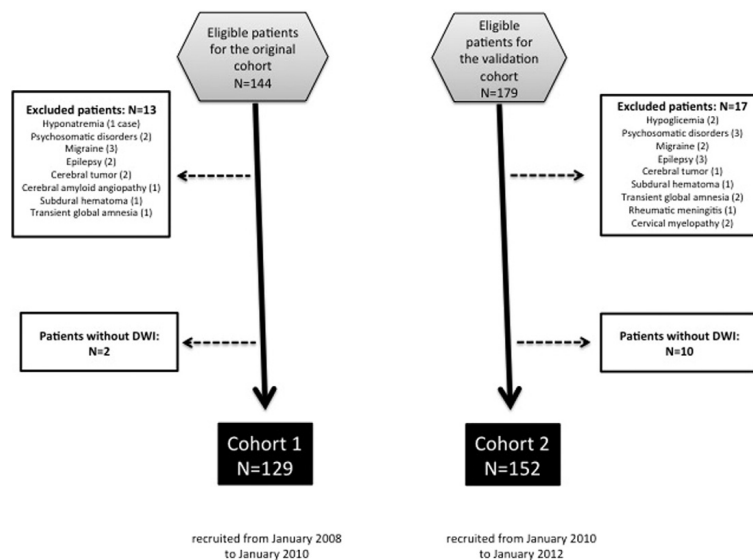 Eligible patients
for the original
cohort
N=144
Excluded patients: N=13
Hyponatremia (1 case)
Psychosomatic disorders (2)
Migraine (3)
Epilepsy (2)
Cerebral tumor (2)
Cerebral amyloid angiopathy (1)
Subdural hematoma (1)
Transient global amnesia (1)
Patients without DWI:
N=2
Cohort 1
N=129
recruited from January 2008
to January 2010
Eligible
patients for
the validation
cohort
N=179
Excluded patients: N=17
Hypoglicemia (2)
Psychosomatic disorders (3)
Migraine (2)
Epilepsy (3)
Cerebral tumor (1)
Subdural hematoma (1)
Transient global amnesia (2)
Rheumatic meningitis (1)
Cervical myelopathy (2)
Patients without DWI:
N=10
Cohort 2
N=152
recruited from January 2010
to January 2012